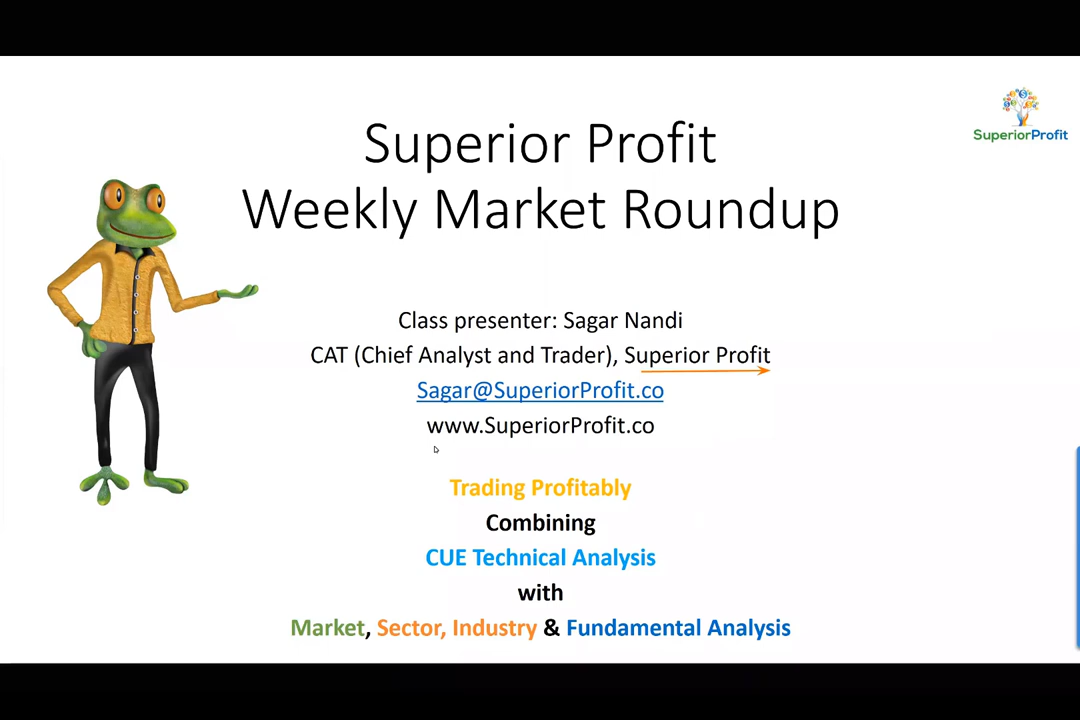 Superior Profit
Weekly Market Roundup
SuperiorProfit
Class presenter: Sagar Nandi
CAT (Chief Analyst and Trader), Superior Profit
Sagar@SuperiorProfit.co
www.SuperiorProfit.co
Trading Profitably
Combining
CUE Technical Analysis
with
Market, Sector, Industry & Fundamental Analysis